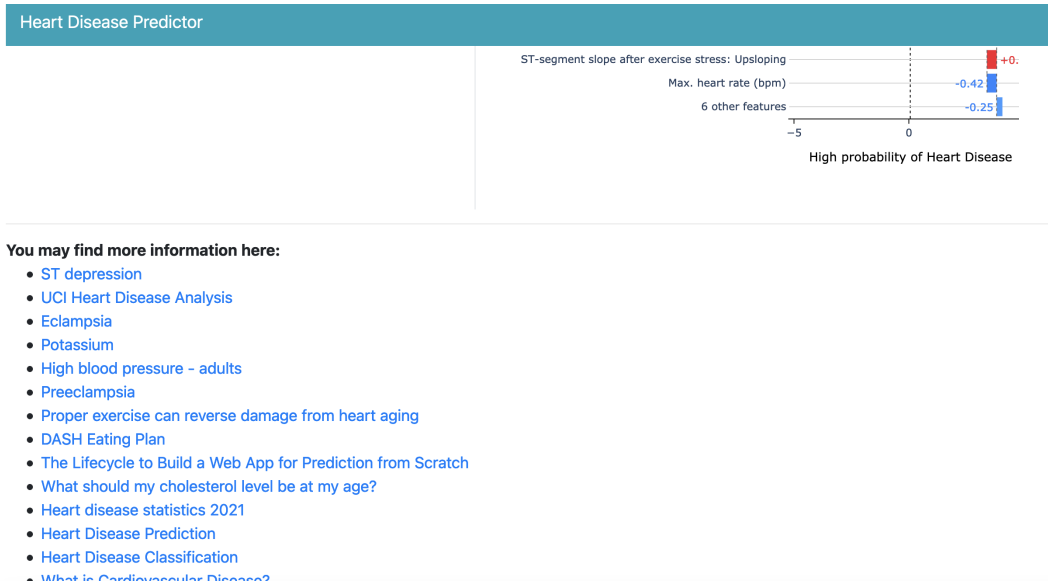 Heart Disease Predictor
ST-segment slope after exercise stress: Upsloping
+0.
Max. heart rate (bpm)
-0.42
6 other features
-0.25
−5
0
High probability of Heart Disease
You may find more information here:
ST depression
UCI Heart Disease Analysis
Eclampsia
Potassium
High blood pressure - adults
Preeclampsia
Proper exercise can reverse damage from heart aging
DASH Eating Plan
The Lifecycle to Build a Web App for Prediction from Scratch
What should my cholesterol level be at my age?
Heart disease statistics 2021
Heart Disease Prediction
Heart Disease Classification
What is Cardiovascular Disease?